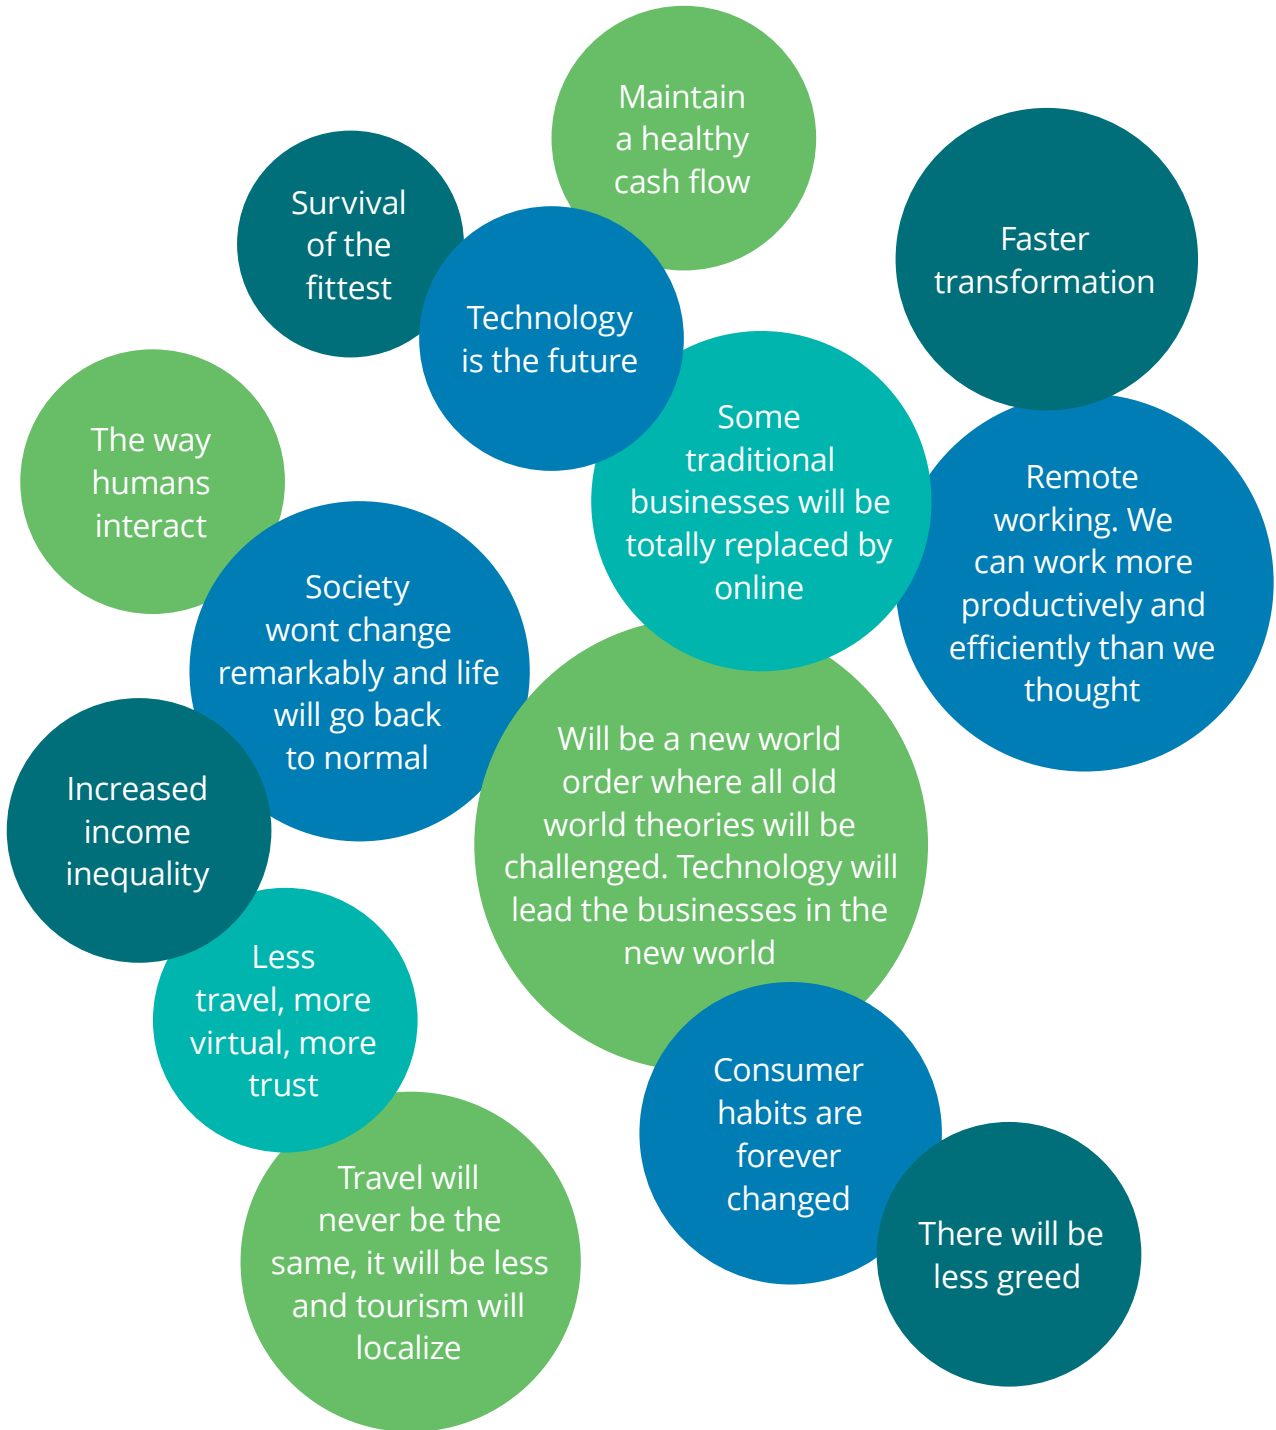 Maintain
a healthy
cash flow
Survival
of the
fittest
Faster
transformation
Technology
is the future
Some
traditional
businesses will be
totally replaced by
online
The way
humans
interact
Remote
working. We
can work more
productively and
efficiently than we
thought
Society
wont change
remarkably and life
will go back
to normal
Will be a new world
order where all old
world theories will be
challenged. Technology will
lead the businesses in the
new world
Increased
income
inequality
Less
travel, more
virtual, more
trust
Consumer
habits are
forever
changed
Travel will
never be the
same, it will be less
and tourism will
localize
There will be
less greed